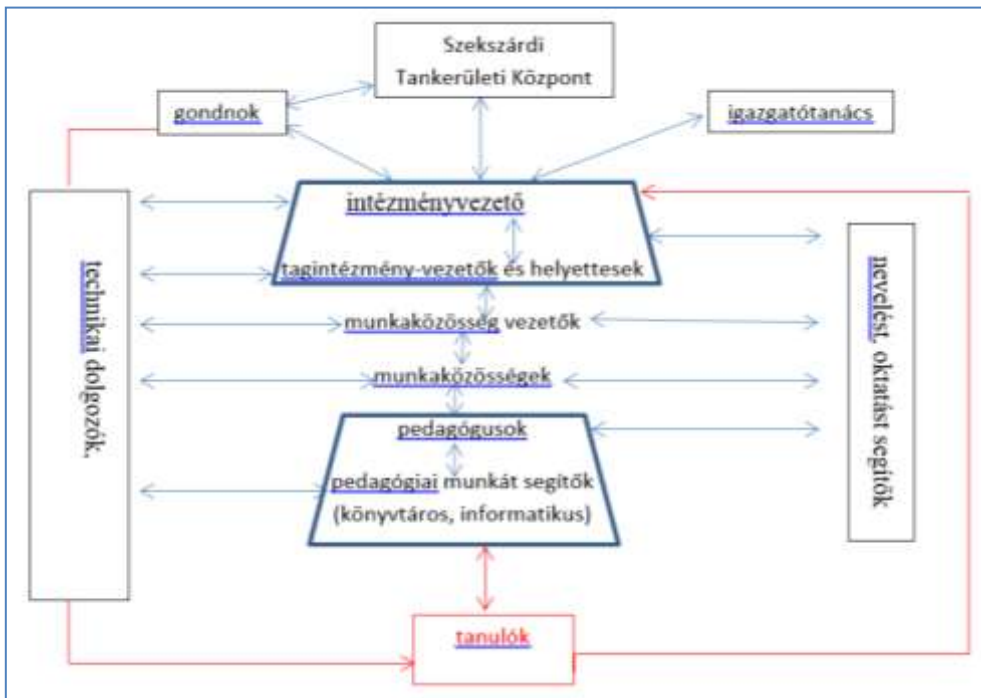 Szekszárdi
Tankerületi Központ
gondnok
igazgatótanács
intézményvezető
tagintézmény-vezetők és helyettesek
munkaközösség vezetők
munkaközösségek
pedagógusok
pedagógiai munkát segítők
(könyvtáros, informatikus)
technikai dolgozók,
nevelést, oktatást segítők
tanulók